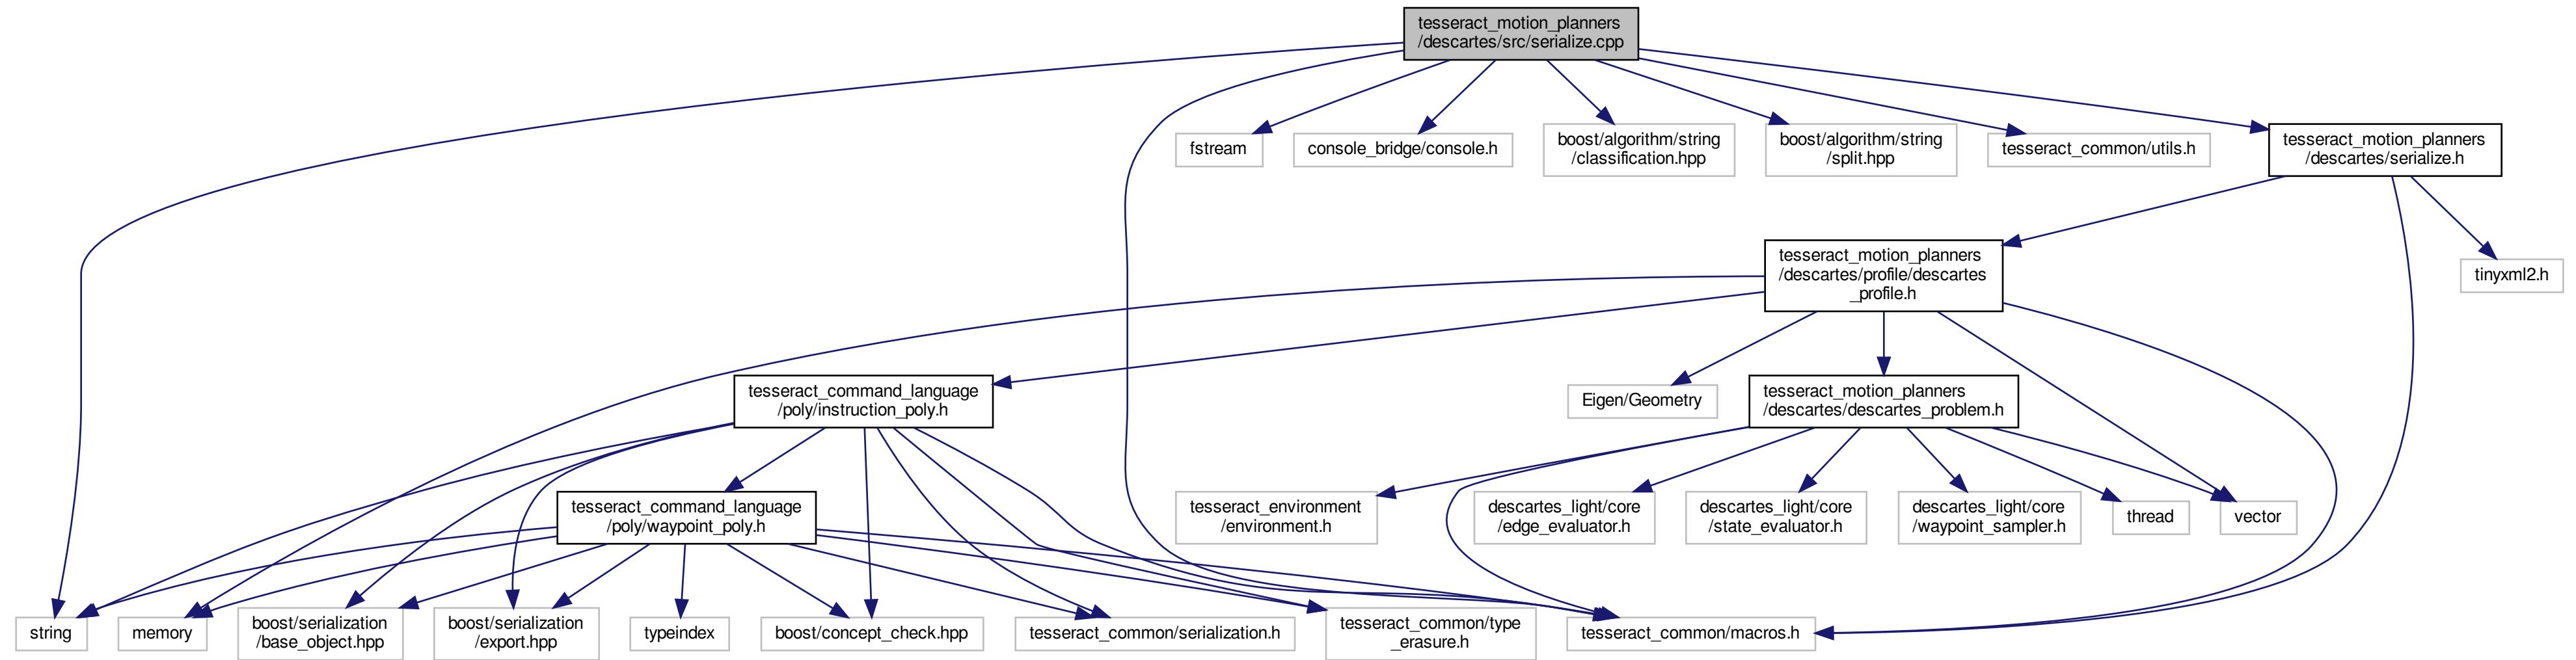 tesseract_motion_planners
/descartes/src/serialize.cpp
fstream
console_bridge/console.h
boost/algorithm/string
/classification.hpp
boost/algorithm/string
/split.hpp
tesseract_common/utils.h
tesseract_motion_planners
/descartes/serialize.h
tesseract_motion_planners
/descartes/profile/descartes
_profile.h
tinyxml2.h
tesseract_command_language
/poly/instruction_poly.h
Eigen/Geometry
tesseract_motion_planners
/descartes/descartes_problem.h
tesseract_command_language
/poly/waypoint_poly.h
tesseract_environment
/environment.h
descartes_light/core
/edge_evaluator.h
descartes_light/core
/state_evaluator.h
descartes_light/core
/waypoint_sampler.h
thread
vector
string
memory
boost/serialization
/base_object.hpp
boost/serialization
/export.hpp
typeindex
boost/concept_check.hpp
tesseract_common/serialization.h
tesseract_common/type
_erasure.h
tesseract_common/macros.h